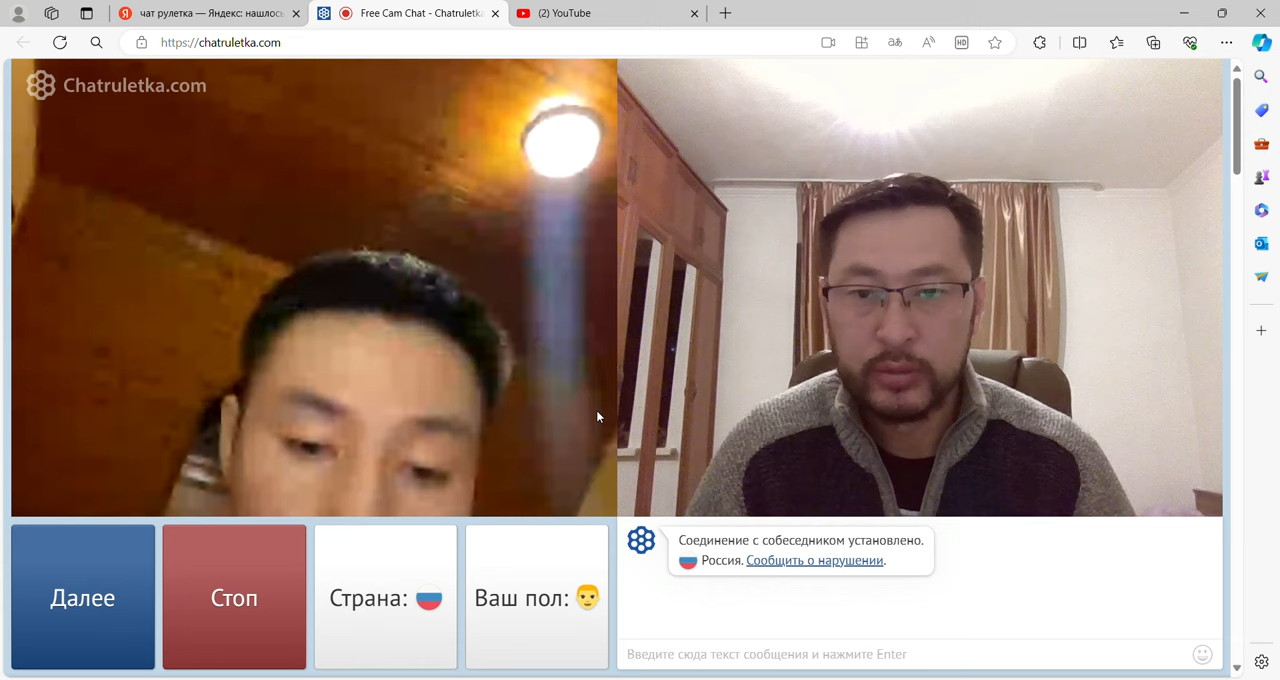 чат рулетка — Яндекс: нашлось
Free Cam Chat - Chatruletka
(2) YouTube
https://chatruletka.com
Chatruletka.com
Далее
Стоп
Страна:
Ваш пол:
Соединение с собеседником установлено.
Россия. Сообщить о нарушении.
Введите сюда текст сообщения и нажмите Enter